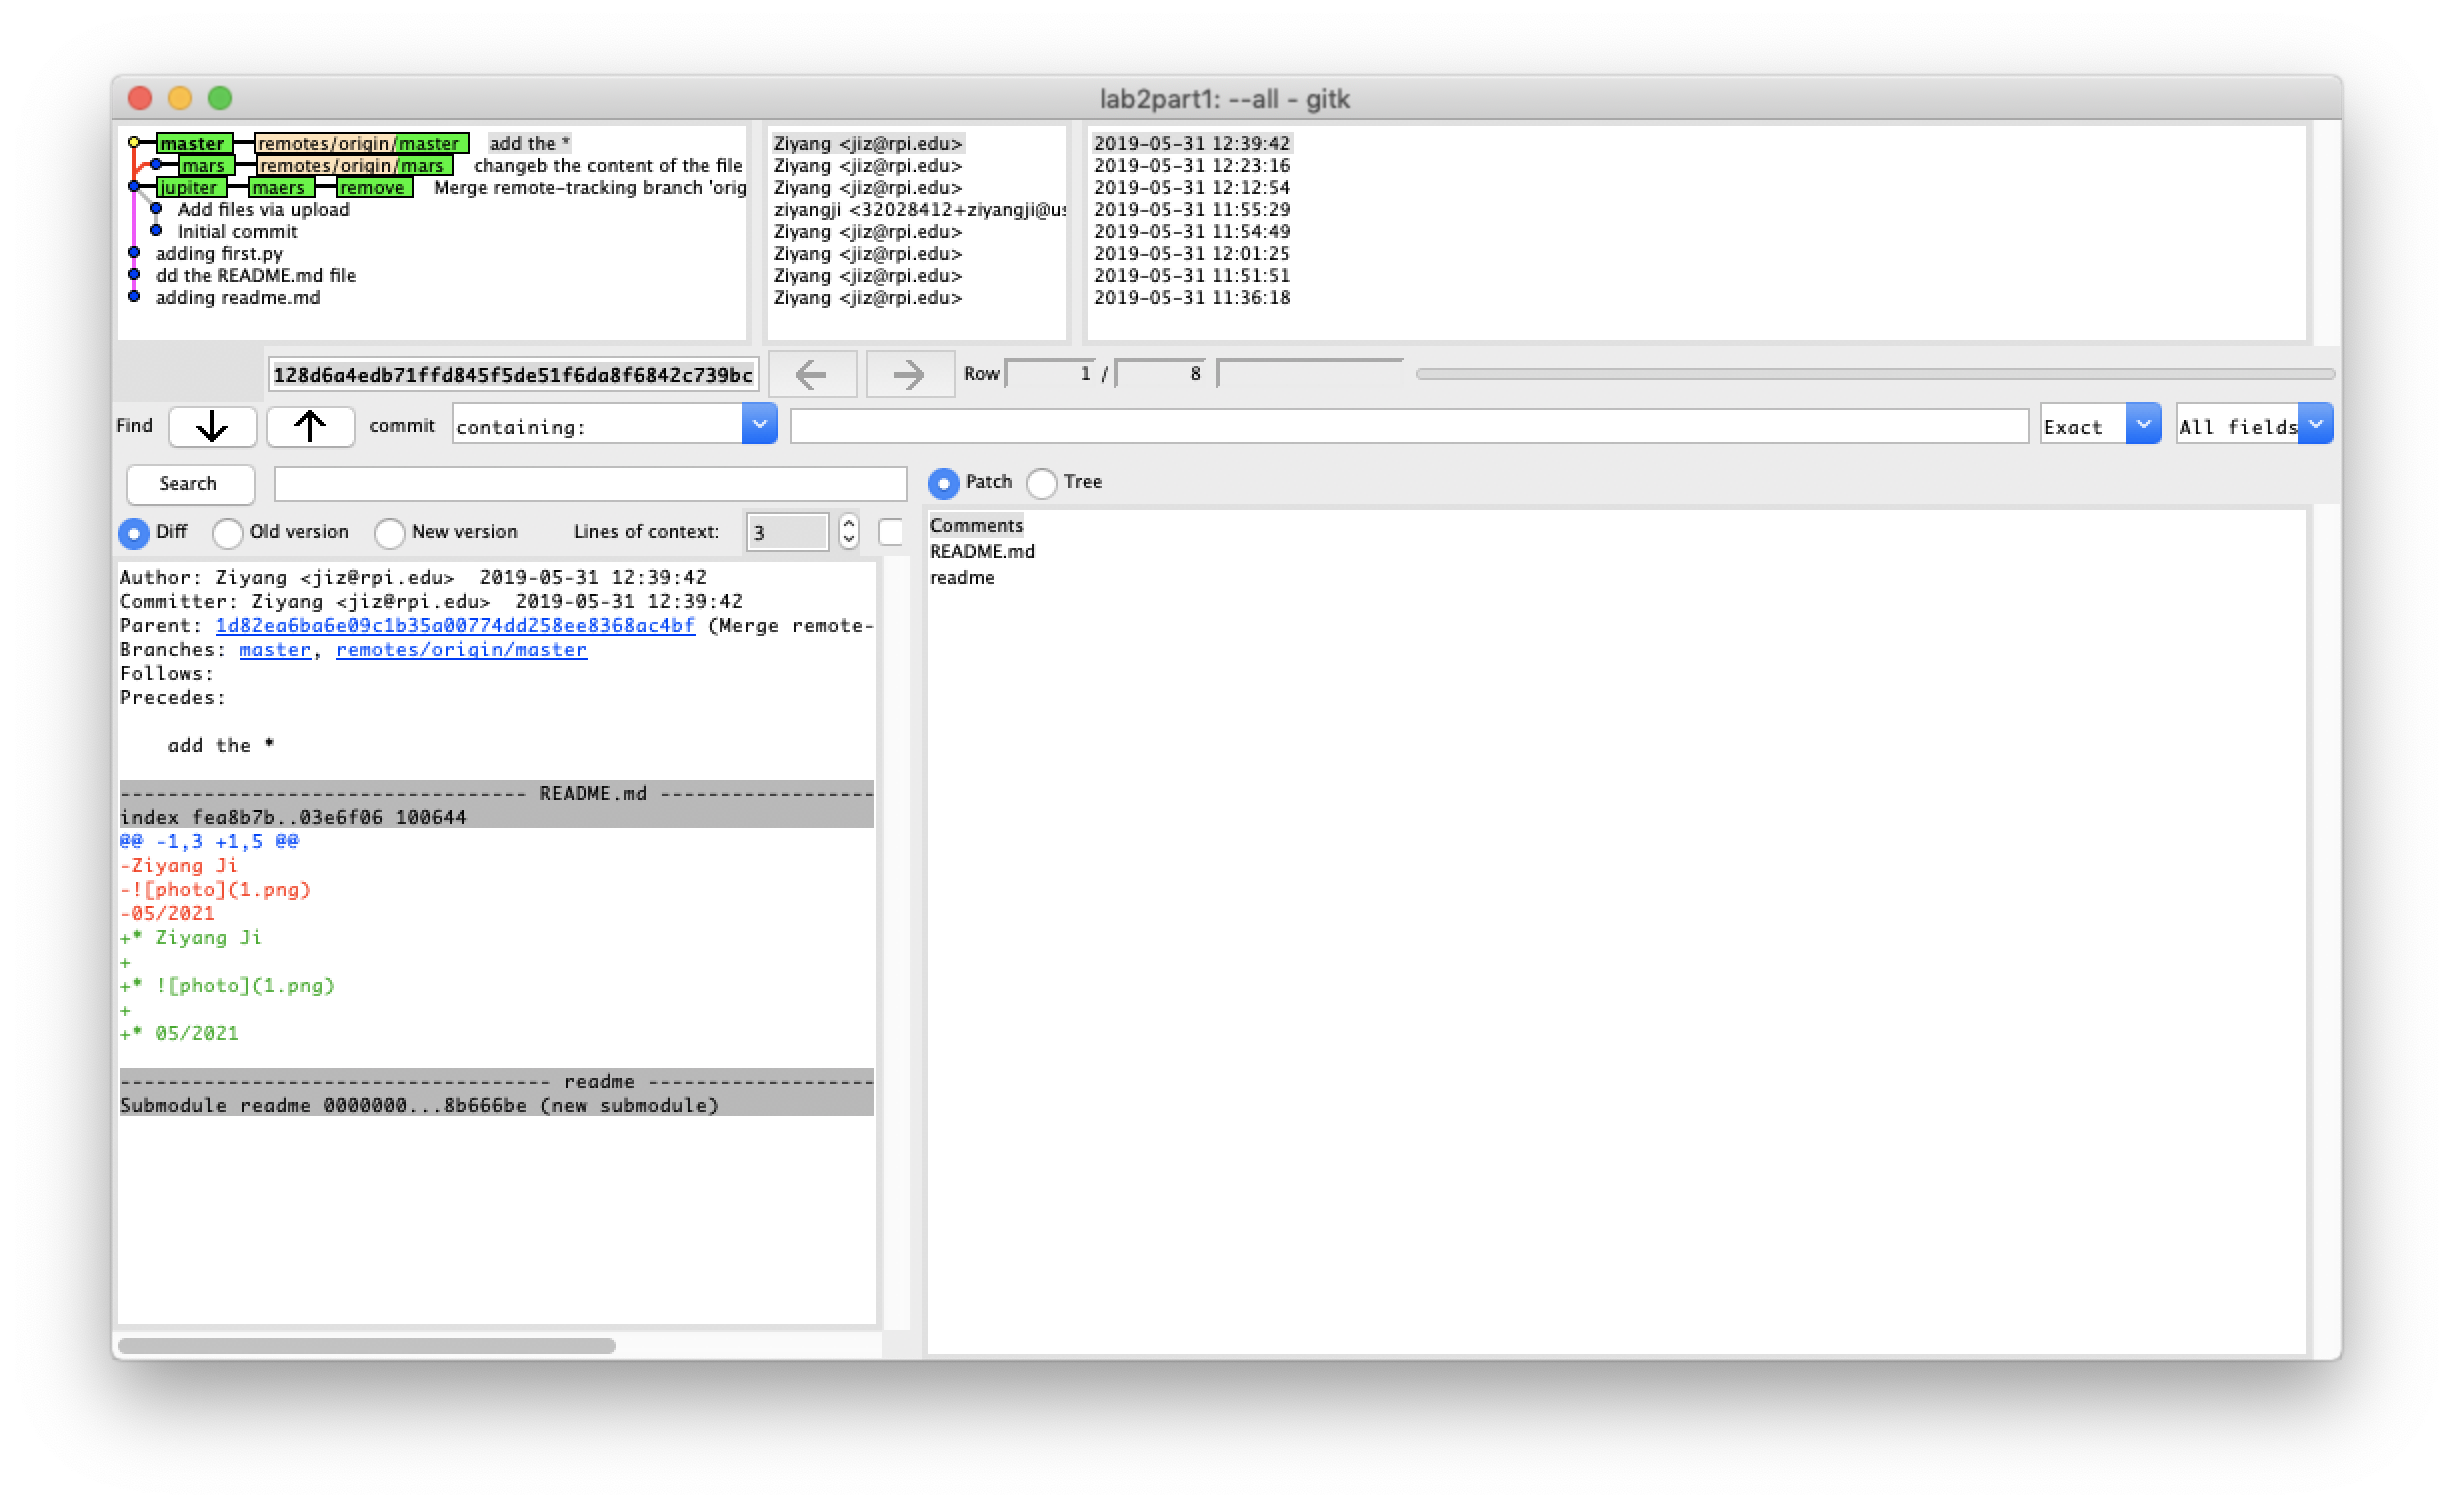 lab2part1: --all - gitk
master remotes/origin/master add the * Ziyang <jiz@rpi.edu> 2019-05-31 12:39:42
mars remotes/origin/mars changeb the content of the file Ziyang <jiz@rpi.edu> 2019-05-31 12:23:16
jupiter maers remove Merge remote-tracking branch 'orig Ziyang <jiz@rpi.edu> 2019-05-31 12:12:54
Add files via upload ziyangji <32028412+ziyangji@us 2019-05-31 11:55:29
Initial commit Ziyang <jiz@rpi.edu> 2019-05-31 11:54:49
adding first.py Ziyang <jiz@rpi.edu> 2019-05-31 12:01:25
dd the README.md file Ziyang <jiz@rpi.edu> 2019-05-31 11:51:51
adding readme.md Ziyang <jiz@rpi.edu> 2019-05-31 11:36:18
128d6a4edb71ffd845f5de51f6da8f6842c739bc Row 1 / 8
Find commit containing: Exact All fields
Search Patch Tree
Diff Old version New version Lines of context: 3
Comments
README.md
readme
Author: Ziyang <jiz@rpi.edu>  2019-05-31 12:39:42
Committer: Ziyang <jiz@rpi.edu>  2019-05-31 12:39:42
Parent: 1d82ea6ba6e09c1b35a00774dd258ee8368ac4bf (Merge remote-
Branches: master, remotes/origin/master
Follows:
Precedes:
add the *
---------------------------------- README.md ------------------
index fea8b7b..03e6f06 100644
@@ -1,3 +1,5 @@
-Ziyang Ji
-![photo](1.png)
-05/2021
+* Ziyang Ji
+
+* ![photo](1.png)
+
+* 05/2021
------------------------------------ readme -------------------
Submodule readme 0000000...8b666be (new submodule)